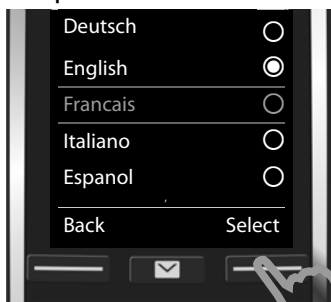 Deutsch
English
Francais
Italiano
Espanol
Back Select